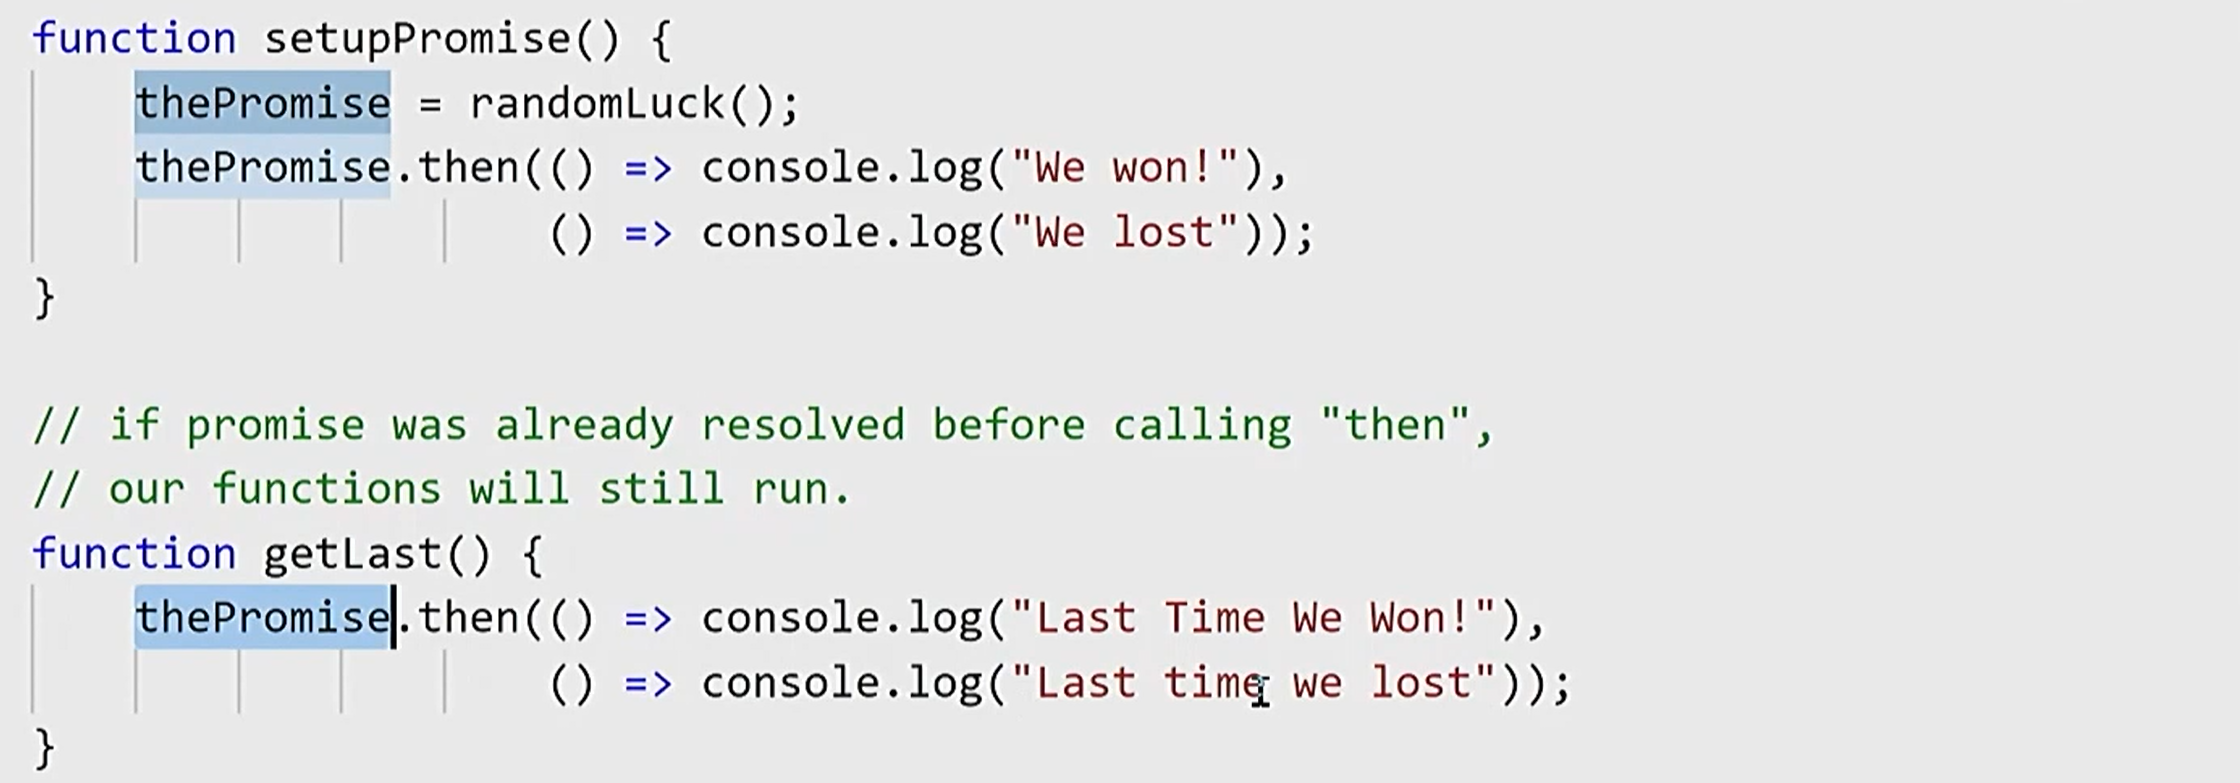 function setupPromise() {
thePromise = randomLuck();
thePromise.then(() => console.log("We won!"),
() => console.log("We lost"));
}
// if promise was already resolved before calling "then",
// our functions will still run.
function getLast() {
thePromise.then(() => console.log("Last Time We Won!"),
() => console.log("Last time we lost"));
}